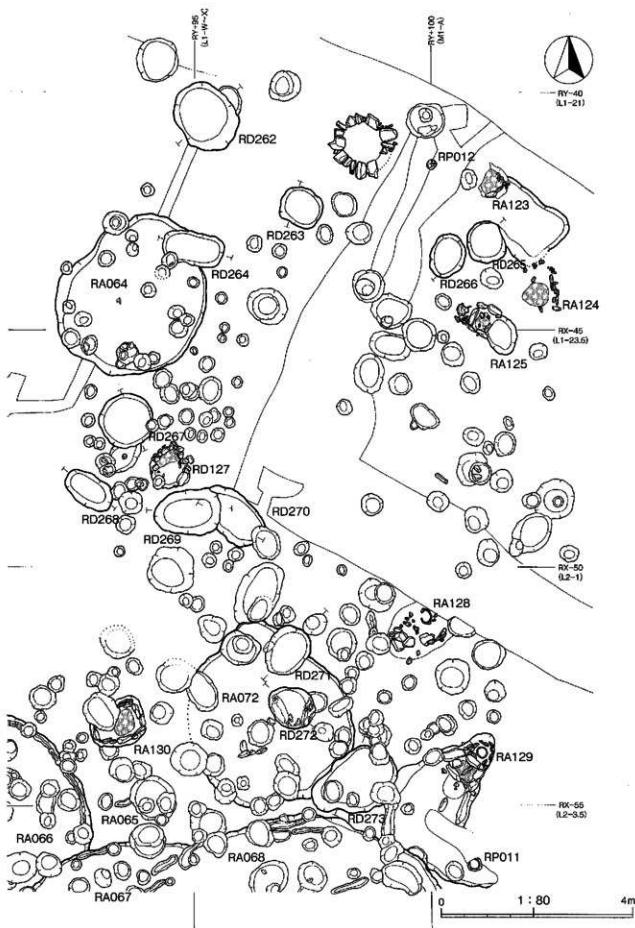 RY+95
(L1-W~X)
RY+100
(M1-A)
RY-40
(L1-21)
RD262
RP012
RA123
RD263
RD264
RD265
RD266
RA064
RA124
RX-45
(L1-23.5)
RA125
RD267
RD127
RD268
RD269
RD270
RX-50
(L2-1)
RA128
RD271
RA072
RD272
RA130
RA129
RA065
RD273
RX-55
(L2-3.5)
RA066
RA068
RP011
RA067
0 1:80 4m